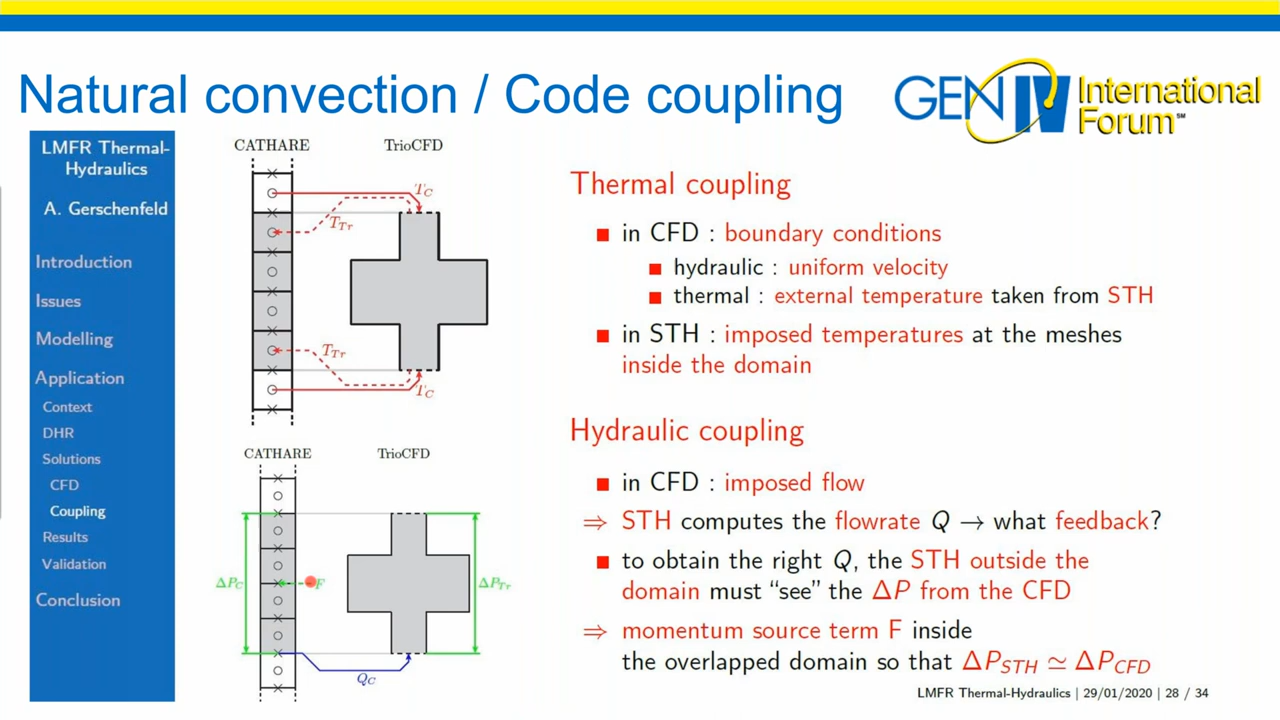 Natural convection / Code coupling
GEN IV International
Forum℠
LMFR Thermal-
Hydraulics
A. Gerschenfeld
Introduction
Issues
Modelling
Application
Context
DHR
Solutions
CFD
Coupling
Results
Validation
Conclusion
CATHARE
TrioCFD
T_C
T_Tr
T_Tr
T_C
CATHARE
TrioCFD
ΔP_C
F
ΔP_Tr
Q_C
Thermal coupling
■ in CFD : boundary conditions
■ hydraulic : uniform velocity
■ thermal : external temperature taken from STH
■ in STH : imposed temperatures at the meshes
inside the domain
Hydraulic coupling
■ in CFD : imposed flow
⇒ STH computes the flowrate Q → what feedback?
■ to obtain the right Q, the STH outside the
domain must “see” the ΔP from the CFD
⇒ momentum source term F inside
the overlapped domain so that ΔP_STH ≃ ΔP_CFD
LMFR Thermal-Hydraulics | 29/01/2020 | 28 / 34